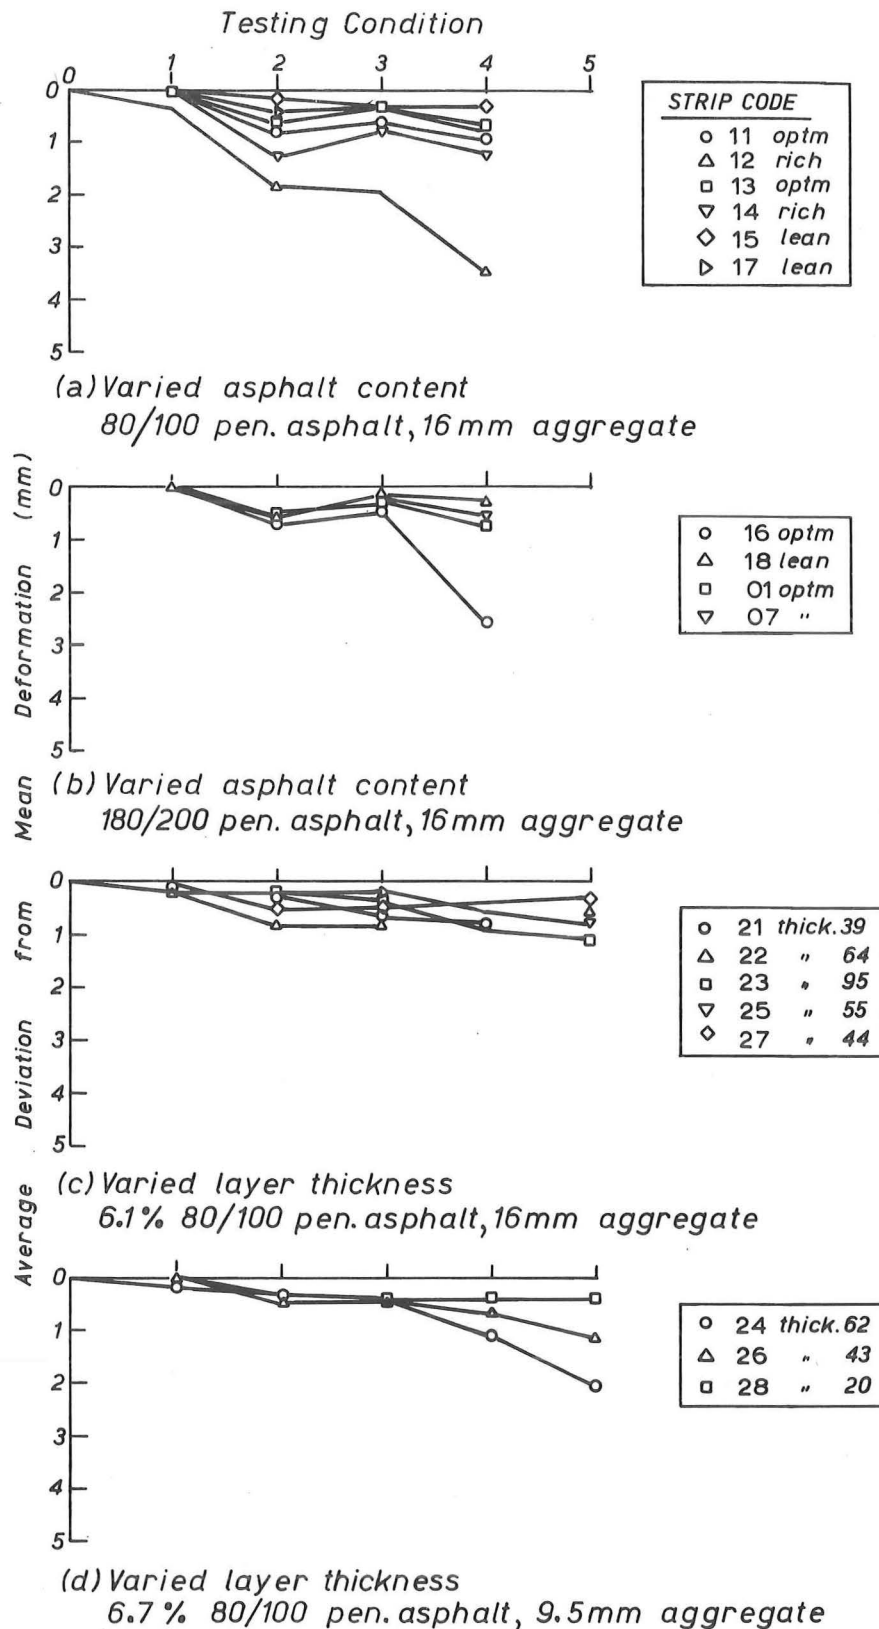 Testing Condition
0 1 2 3 4 5
0
1
2
3
4
5
STRIP CODE
11 optm
12 rich
13 optm
14 rich
15 lean
17 lean
(a) Varied asphalt content
80/100 pen. asphalt, 16 mm aggregate
Average Deviation from Mean Deformation (mm)
0
1
2
3
4
5
16 optm
18 lean
01 optm
07 "
(b) Varied asphalt content
180/200 pen. asphalt, 16mm aggregate
0
1
2
3
4
5
21 thick. 39
22 " 64
23 " 95
25 " 55
27 " 44
(c) Varied layer thickness
6.1% 80/100 pen. asphalt, 16mm aggregate
0
1
2
3
4
5
24 thick. 62
26 " 43
28 " 20
(d) Varied layer thickness
6.7% 80/100 pen. asphalt, 9.5mm aggregate